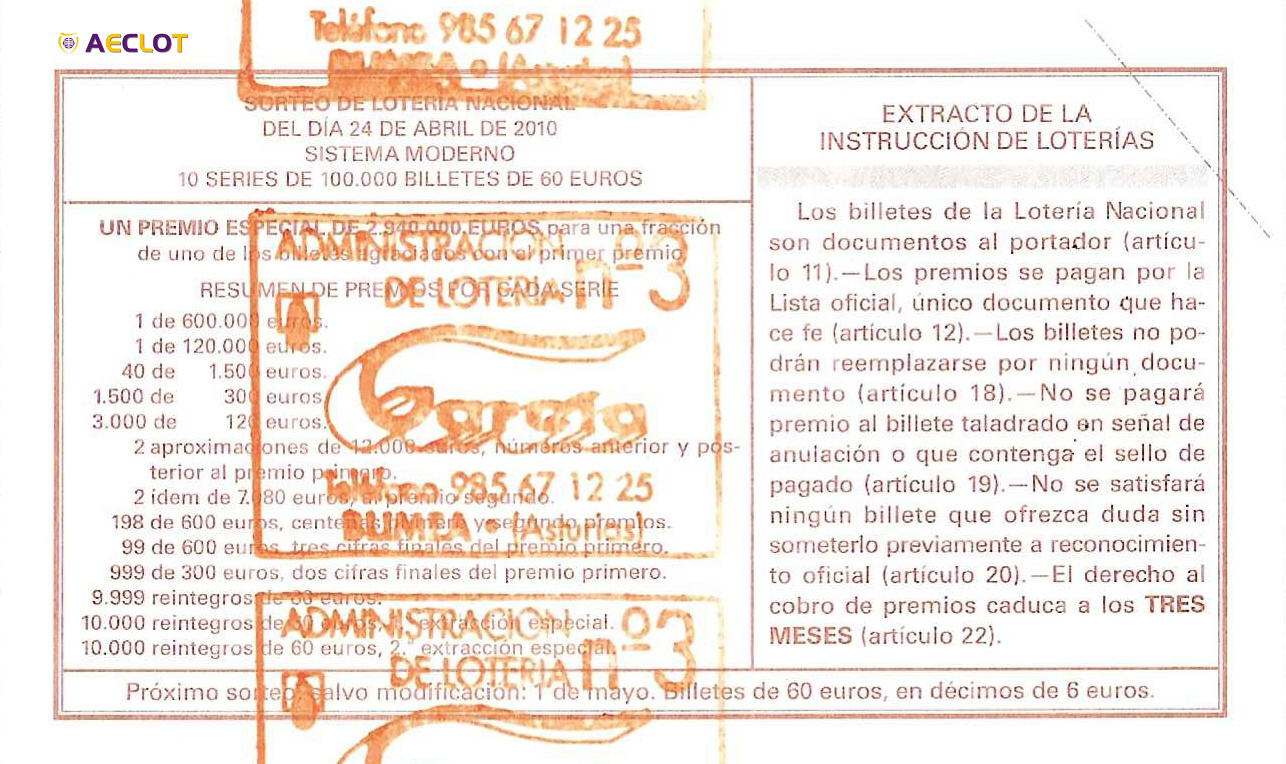 AECLOT
Teléfono 985 67 12 25
(Asturias)
SORTEO DE LOTERIA NACIONAL
DEL DÍA 24 DE ABRIL DE 2010
SISTEMA MODERNO
10 SERIES DE 100.000 BILLETES DE 60 EUROS
UN PREMIO ESPECIAL DE 2.940.000 EUROS, para una fracción
de uno de los billetes agraciados con el primer premio
RESUMEN DE PREMIOS POR CADA SERIE
1 de 600.000 euros.
1 de 120.000 euros.
40 de 1.500 euros.
1.500 de 300 euros.
3.000 de 120 euros.
2 aproximaciones de 12.000 euros, números anterior y pos-
terior al premio primero.
2 ídem de 7.080 euros, al premio segundo.
198 de 600 euros, centenas primero y segundo premios.
99 de 600 euros, tres cifras finales del premio primero.
999 de 300 euros, dos cifras finales del premio primero.
9.999 reintegros de 60 euros.
10.000 reintegros de 60 euros, 1.ª extracción especial.
10.000 reintegros de 60 euros, 2.ª extracción especial.
ADMINISTRACION nº 3
DE LOTERIA
Teléfono 985 67 12 25
(Asturias)
ADMINISTRACION nº 3
DE LOTERIA
EXTRACTO DE LA
INSTRUCCIÓN DE LOTERÍAS
Los billetes de la Lotería Nacional
son documentos al portador (artícu-
lo 11).—Los premios se pagan por la
Lista oficial, único documento que ha-
ce fe (artículo 12).—Los billetes no po-
drán reemplazarse por ningún docu-
mento (artículo 18).—No se pagará
premio al billete taladrado en señal de
anulación o que contenga el sello de
pagado (artículo 19).—No se satisfará
ningún billete que ofrezca duda sin
someterlo previamente a reconocimien-
to oficial (artículo 20).—El derecho al
cobro de premios caduca a los TRES
MESES (artículo 22).
Próximo sorteo, salvo modificación: 1 de mayo. Billetes de 60 euros, en décimos de 6 euros.